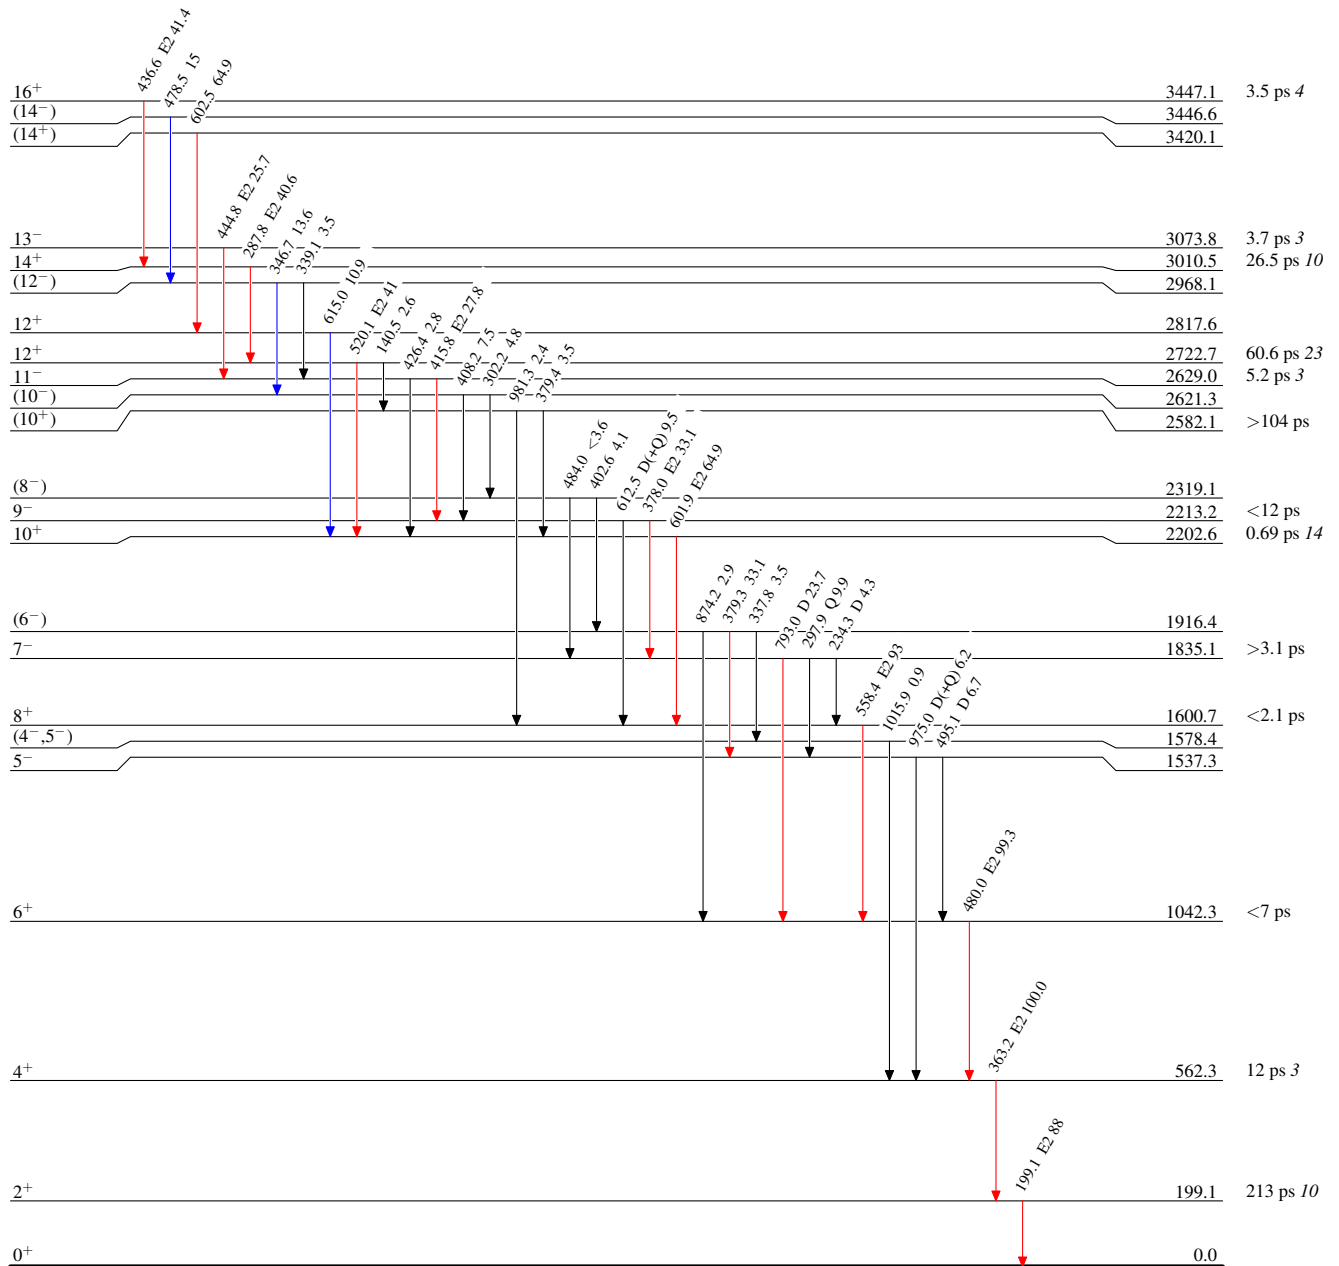 436.6 E2 41.4
478.5 15
602.5 64.9
16+ 3447.1 3.5 ps 4
(14−) 3446.6
(14+) 3420.1
444.8 E2 25.7
287.8 E2 40.6
346.7 13.6
339.1 3.5
13− 3073.8 3.7 ps 3
14+ 3010.5 26.5 ps 10
(12−) 2968.1
615.0 10.9
520.1 E2 41
140.5 2.6
426.4 2.8
415.8 E2 27.8
408.2 7.5
302.2 4.8
981.3 2.4
379.4 3.5
12+ 2817.6
12+ 2722.7 60.6 ps 23
11− 2629.0 5.2 ps 3
(10−) 2621.3
(10+) 2582.1 >104 ps
484.0 <3.6
402.6 4.1
612.5 D(+Q) 9.5
378.0 E2 33.1
601.9 E2 64.9
(8−) 2319.1
9− 2213.2 <12 ps
10+ 2202.6 0.69 ps 14
874.2 2.9
379.3 33.1
337.8 3.5
793.0 D 23.7
297.9 Q 9.9
234.3 D 4.3
(6−) 1916.4
7− 1835.1 >3.1 ps
558.4 E2 93
1015.9 0.9
975.0 D(+Q) 6.2
495.1 D 6.7
8+ 1600.7 <2.1 ps
(4−,5−) 1578.4
5− 1537.3
480.0 E2 99.3
6+ 1042.3 <7 ps
363.2 E2 100.0
4+ 562.3 12 ps 3
199.1 E2 88
2+ 199.1 213 ps 10
0+ 0.0